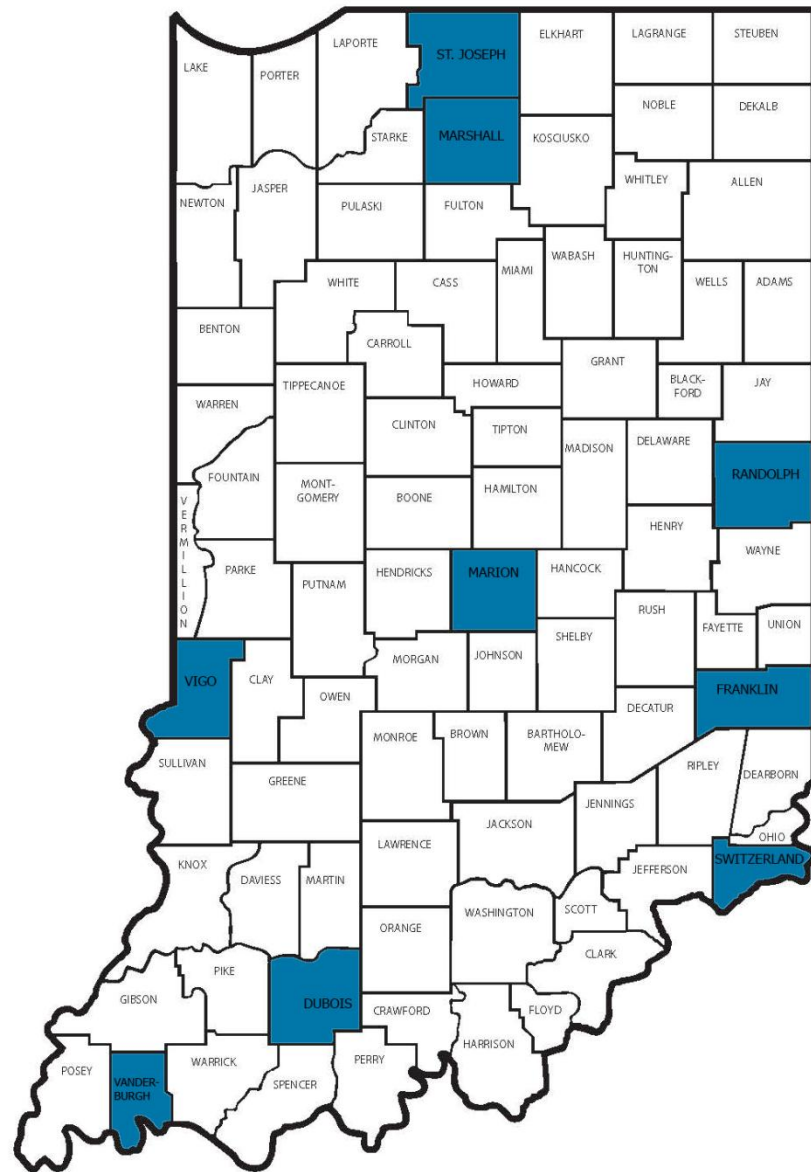 LAKE
PORTER
LAPORTE
ST. JOSEPH
ELKHART
LAGRANGE
STEUBEN
NOBLE
DEKALB
STARKE
MARSHALL
KOSCIUSKO
WHITLEY
ALLEN
NEWTON
JASPER
PULASKI
FULTON
MIAMI
WABASH
HUNTING-
TON
WELLS
ADAMS
WHITE
CASS
BENTON
CARROLL
GRANT
BLACK-
FORD
JAY
TIPPECANOE
HOWARD
WARREN
CLINTON
TIPTON
MADISON
DELAWARE
RANDOLPH
FOUNTAIN
MONT-
GOMERY
BOONE
HAMILTON
HENRY
VERMILLION
WAYNE
PARKE
PUTNAM
HENDRICKS
MARION
HANCOCK
RUSH
FAYETTE
UNION
SHELBY
MORGAN
JOHNSON
VIGO
CLAY
OWEN
FRANKLIN
DECATUR
MONROE
BROWN
BARTHOLO-
MEW
SULLIVAN
GREENE
RIPLEY
DEARBORN
JENNINGS
JACKSON
OHIO
LAWRENCE
SWITZERLAND
KNOX
DAVIESS
MARTIN
JEFFERSON
WASHINGTON
SCOTT
ORANGE
CLARK
PIKE
DUBOIS
GIBSON
CRAWFORD
FLOYD
HARRISON
POSEY
VANDER-
BURGH
WARRICK
SPENCER
PERRY